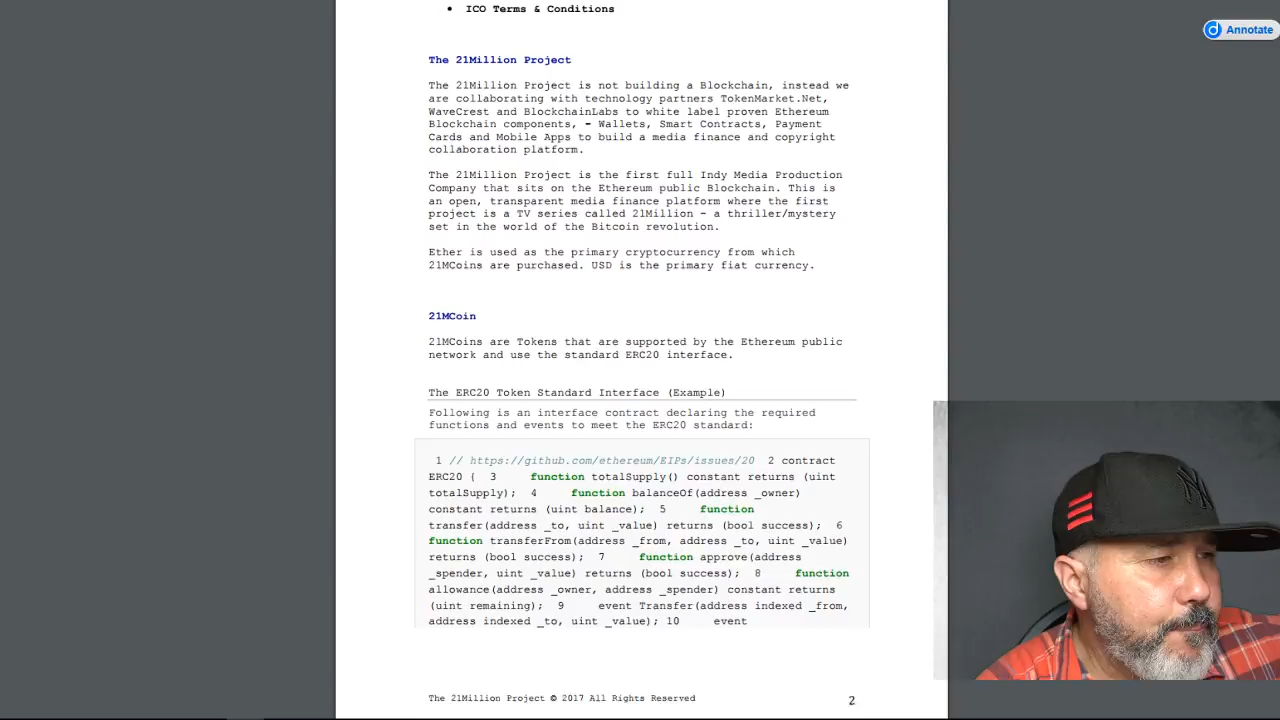 • ICO Terms & Conditions
Annotate
The 21Million Project
The 21Million Project is not building a Blockchain, instead we
are collaborating with technology partners TokenMarket.Net,
WaveCrest and BlockchainLabs to white label proven Ethereum
Blockchain components, – Wallets, Smart Contracts, Payment
Cards and Mobile Apps to build a media finance and copyright
collaboration platform.
The 21Million Project is the first full Indy Media Production
Company that sits on the Ethereum public Blockchain. This is
an open, transparent media finance platform where the first
project is a TV series called 21Million – a thriller/mystery
set in the world of the Bitcoin revolution.
Ether is used as the primary cryptocurrency from which
21MCoins are purchased. USD is the primary fiat currency.
21MCoin
21MCoins are Tokens that are supported by the Ethereum public
network and use the standard ERC20 interface.
The ERC20 Token Standard Interface (Example)
Following is an interface contract declaring the required
functions and events to meet the ERC20 standard:
1 // https://github.com/ethereum/EIPs/issues/20 2 contract
ERC20 { 3 function totalSupply() constant returns (uint
totalSupply); 4 function balanceOf(address _owner)
constant returns (uint balance); 5 function
transfer(address _to, uint _value) returns (bool success); 6
function transferFrom(address _from, address _to, uint _value)
returns (bool success); 7 function approve(address
_spender, uint _value) returns (bool success); 8 function
allowance(address _owner, address _spender) constant returns
(uint remaining); 9 event Transfer(address indexed _from,
address indexed _to, uint _value); 10 event
The 21Million Project © 2017 All Rights Reserved 2